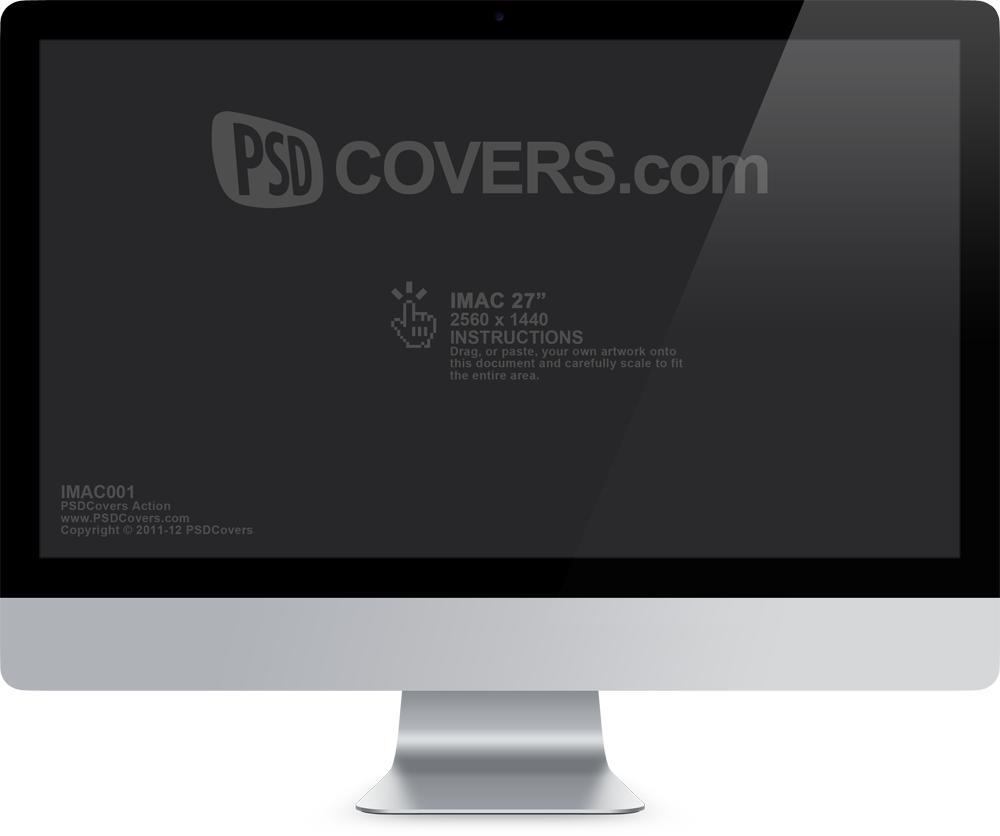 PSD COVERS.com
IMAC 27”
2560 x 1440
INSTRUCTIONS
Drag, or paste, your own artwork onto
this document and carefully scale to fit
the entire area.
IMAC001
PSDCovers Action
www.PSDCovers.com
Copyright © 2011-12 PSDCovers